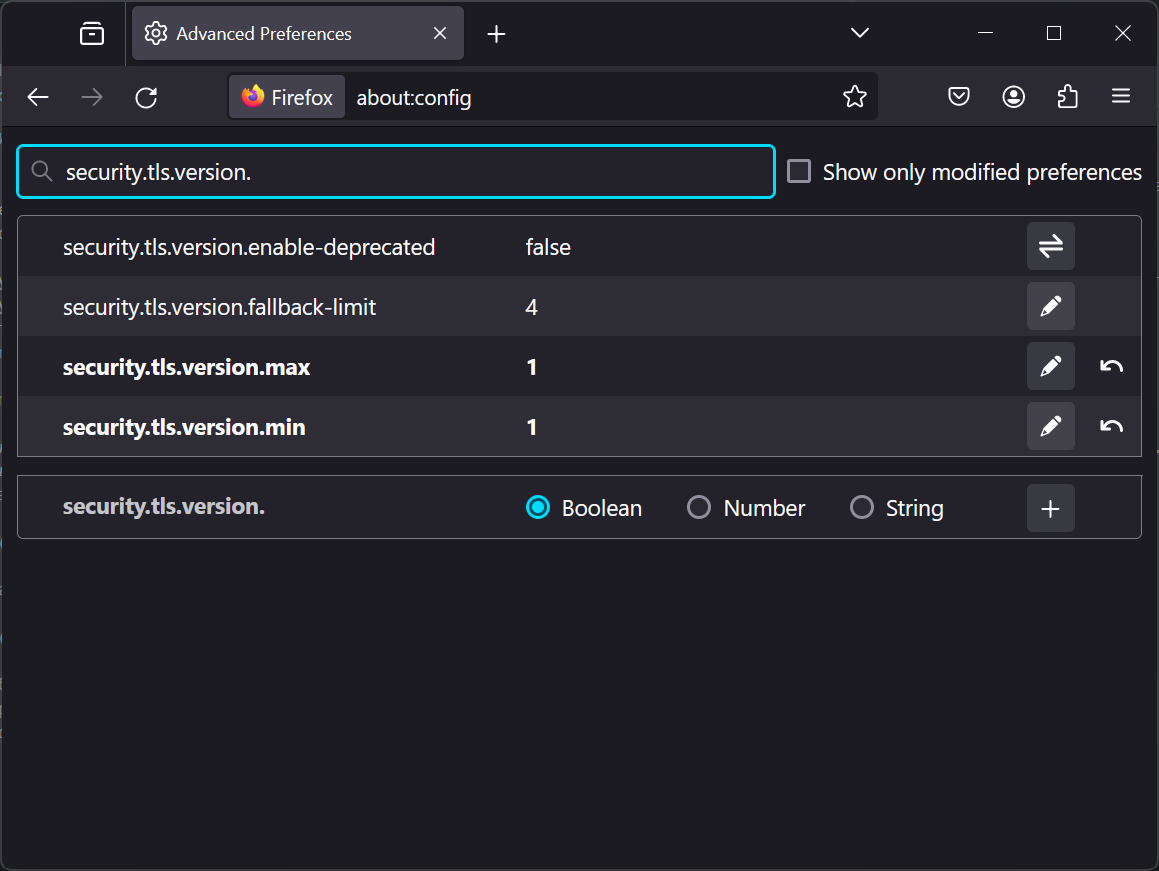 Advanced Preferences
Firefox about:config
security.tls.version. Show only modified preferences
security.tls.version.enable-deprecated false
security.tls.version.fallback-limit 4
security.tls.version.max 1
security.tls.version.min 1
security.tls.version. Boolean Number String